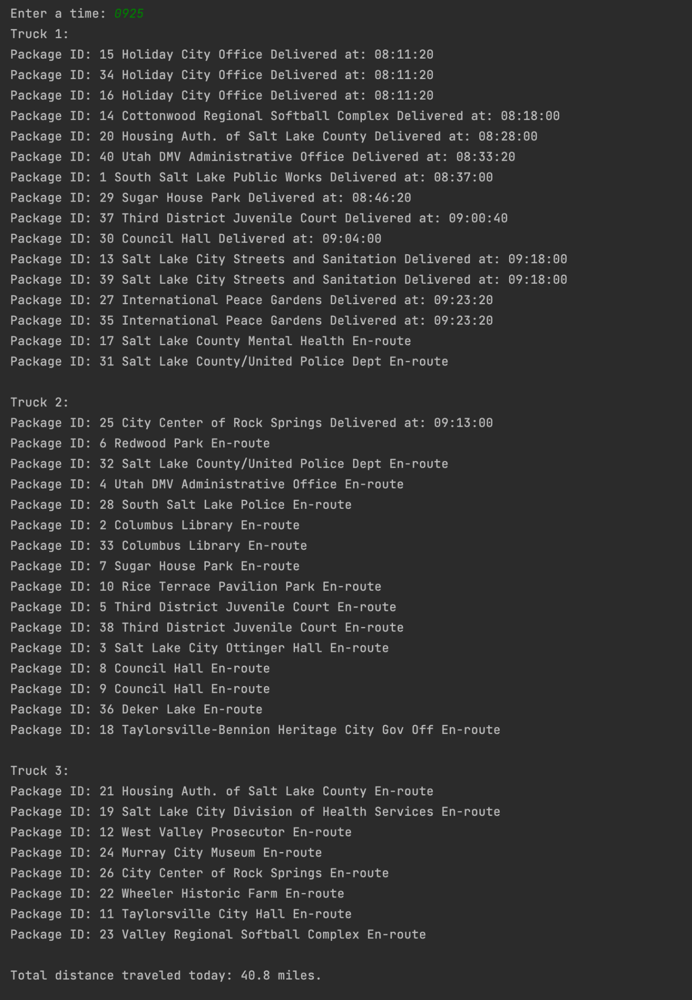 Enter a time: 0925
Truck 1:
Package ID: 15 Holiday City Office Delivered at: 08:11:20
Package ID: 34 Holiday City Office Delivered at: 08:11:20
Package ID: 16 Holiday City Office Delivered at: 08:11:20
Package ID: 14 Cottonwood Regional Softball Complex Delivered at: 08:18:00
Package ID: 20 Housing Auth. of Salt Lake County Delivered at: 08:28:00
Package ID: 40 Utah DMV Administrative Office Delivered at: 08:33:20
Package ID: 1 South Salt Lake Public Works Delivered at: 08:37:00
Package ID: 29 Sugar House Park Delivered at: 08:46:20
Package ID: 37 Third District Juvenile Court Delivered at: 09:00:40
Package ID: 30 Council Hall Delivered at: 09:04:00
Package ID: 13 Salt Lake City Streets and Sanitation Delivered at: 09:18:00
Package ID: 39 Salt Lake City Streets and Sanitation Delivered at: 09:18:00
Package ID: 27 International Peace Gardens Delivered at: 09:23:20
Package ID: 35 International Peace Gardens Delivered at: 09:23:20
Package ID: 17 Salt Lake County Mental Health En-route
Package ID: 31 Salt Lake County/United Police Dept En-route
Truck 2:
Package ID: 25 City Center of Rock Springs Delivered at: 09:13:00
Package ID: 6 Redwood Park En-route
Package ID: 32 Salt Lake County/United Police Dept En-route
Package ID: 4 Utah DMV Administrative Office En-route
Package ID: 28 South Salt Lake Police En-route
Package ID: 2 Columbus Library En-route
Package ID: 33 Columbus Library En-route
Package ID: 7 Sugar House Park En-route
Package ID: 10 Rice Terrace Pavilion Park En-route
Package ID: 5 Third District Juvenile Court En-route
Package ID: 38 Third District Juvenile Court En-route
Package ID: 3 Salt Lake City Ottinger Hall En-route
Package ID: 8 Council Hall En-route
Package ID: 9 Council Hall En-route
Package ID: 36 Deker Lake En-route
Package ID: 18 Taylorsville-Bennion Heritage City Gov Off En-route
Truck 3:
Package ID: 21 Housing Auth. of Salt Lake County En-route
Package ID: 19 Salt Lake City Division of Health Services En-route
Package ID: 12 West Valley Prosecutor En-route
Package ID: 24 Murray City Museum En-route
Package ID: 26 City Center of Rock Springs En-route
Package ID: 22 Wheeler Historic Farm En-route
Package ID: 11 Taylorsville City Hall En-route
Package ID: 23 Valley Regional Softball Complex En-route
Total distance traveled today: 40.8 miles.